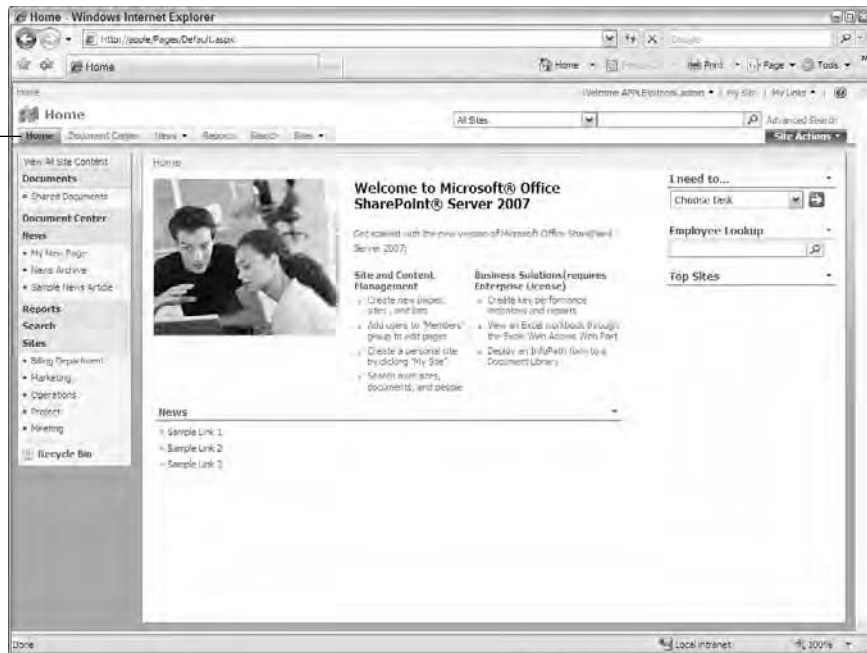 Home - Windows Internet Explorer
http://apple/Pages/Default.aspx
Google
Home
Home
Print
Page
Tools
Home
Welcome APPLE\
My Site
My Links
Home
All Sites
Advanced Search
Home
Document Center
News
Reports
Search
Sites
Site Actions
View All Site Content
Documents
Shared Documents
Document Center
News
My New Page
News Archive
Sample News Article
Reports
Search
Sites
Billing Department
Marketing
Operations
Project
Meeting
Recycle Bin
Home
Welcome to Microsoft® Office
SharePoint® Server 2007
Get started with the new version of Microsoft Office SharePoint
Server 2007:
Site and Content
Management
Create new pages,
sites, and lists
Add users to "Members"
group to edit pages
Create a personal site
by clicking "My Site"
Search sites,
documents, and people
Business Solutions(requires
Enterprise License)
Create key performance
indicators and reports
View an Excel workbook through
the Excel Web Access Web Part
Deploy an InfoPath form to a
Document Library
News
Sample Link 1
Sample Link 2
Sample Link 3
I need to...
Choose task
Employee Lookup
Top Sites
Done
Local intranet
100%